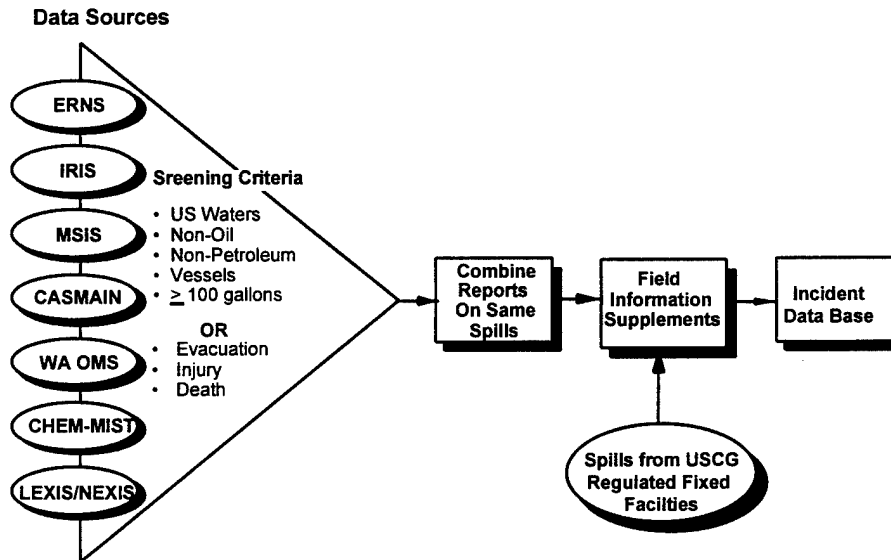 Data Sources
ERNS
IRIS
MSIS
CASMAIN
WA OMS
CHEM-MIST
LEXIS/NEXIS
Sreening Criteria
• US Waters
• Non-Oil
• Non-Petroleum
• Vessels
• ≥ 100 gallons
OR
• Evacuation
• Injury
• Death
Combine
Reports
On Same
Spills
Field
Information
Supplements
Incident
Data Base
Spills from USCG
Regulated Fixed
Facilties